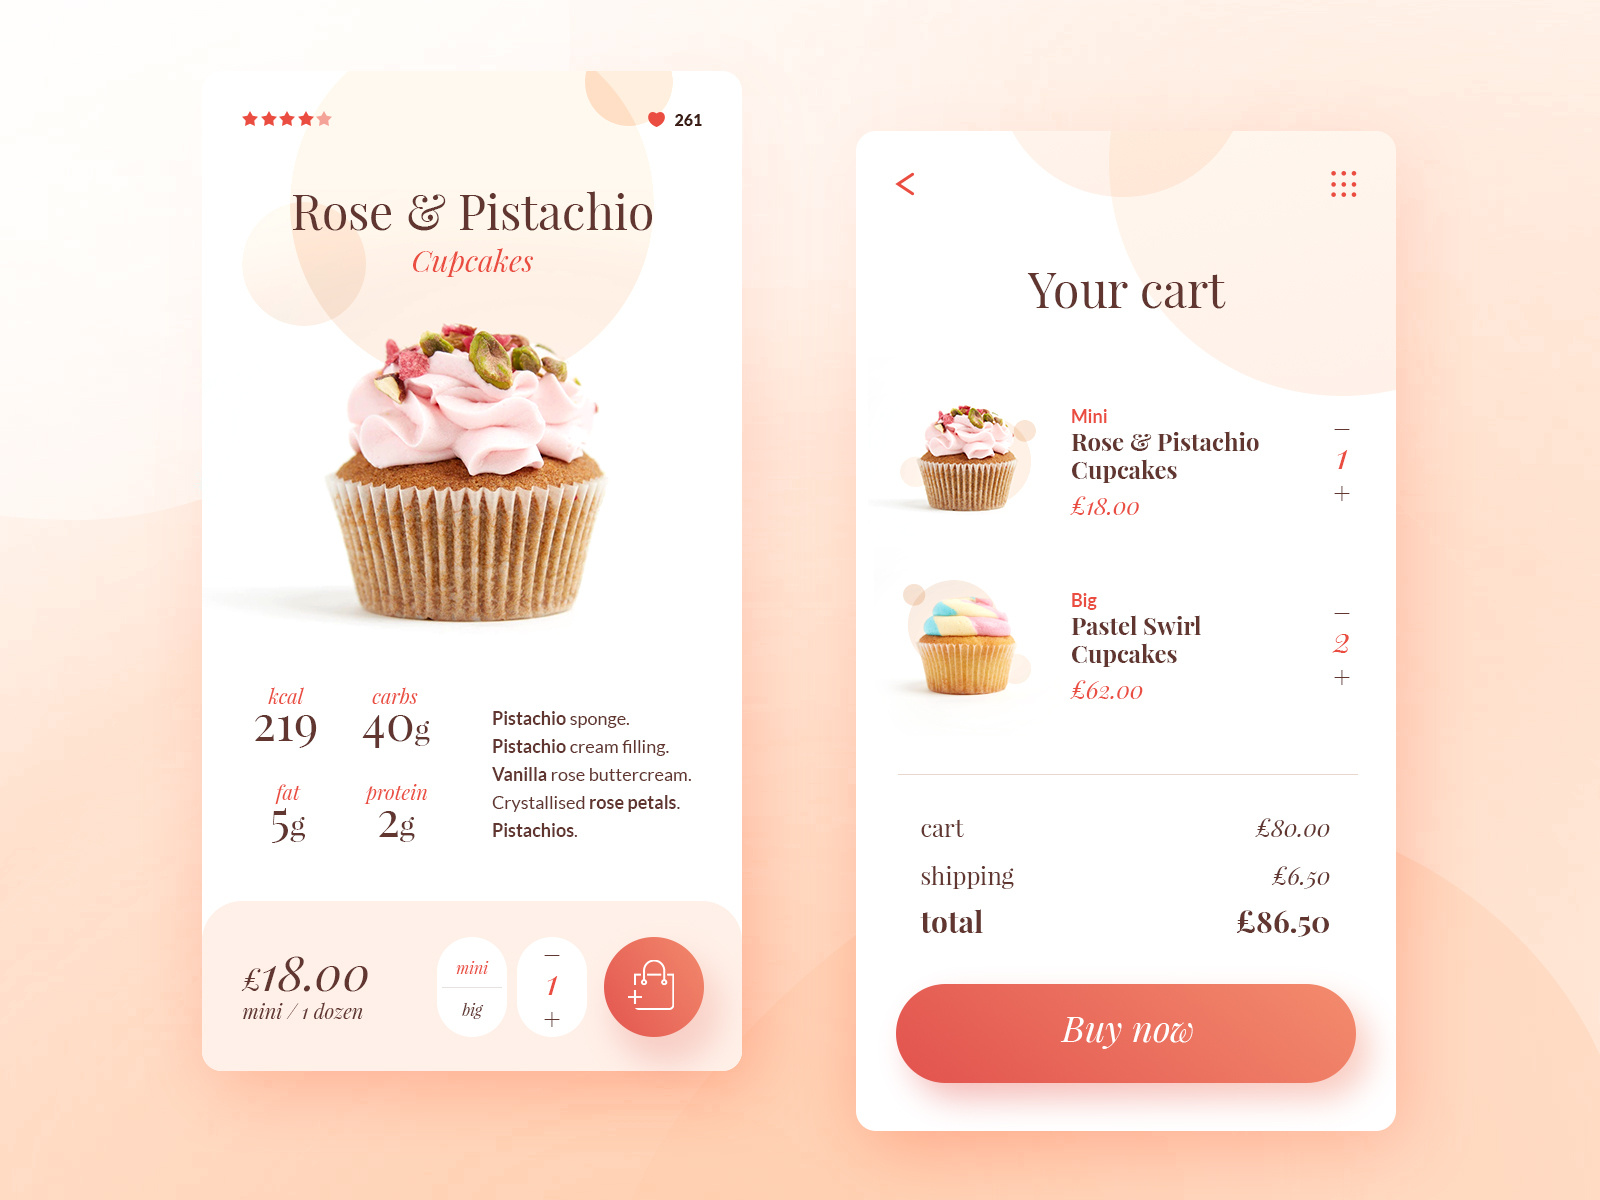 261
Rose & Pistachio
Cupcakes
kcal
219
carbs
40g
fat
5g
protein
2g
Pistachio sponge.
Pistachio cream filling.
Vanilla rose buttercream.
Crystallised rose petals.
Pistachios.
£18.00
mini / 1 dozen
mini
big
—
1
+
<
Your cart
Mini
Rose & Pistachio
Cupcakes
£18.00
—
1
+
Big
Pastel Swirl
Cupcakes
£62.00
—
2
+
cart £80.00
shipping £6.50
total £86.50
Buy now